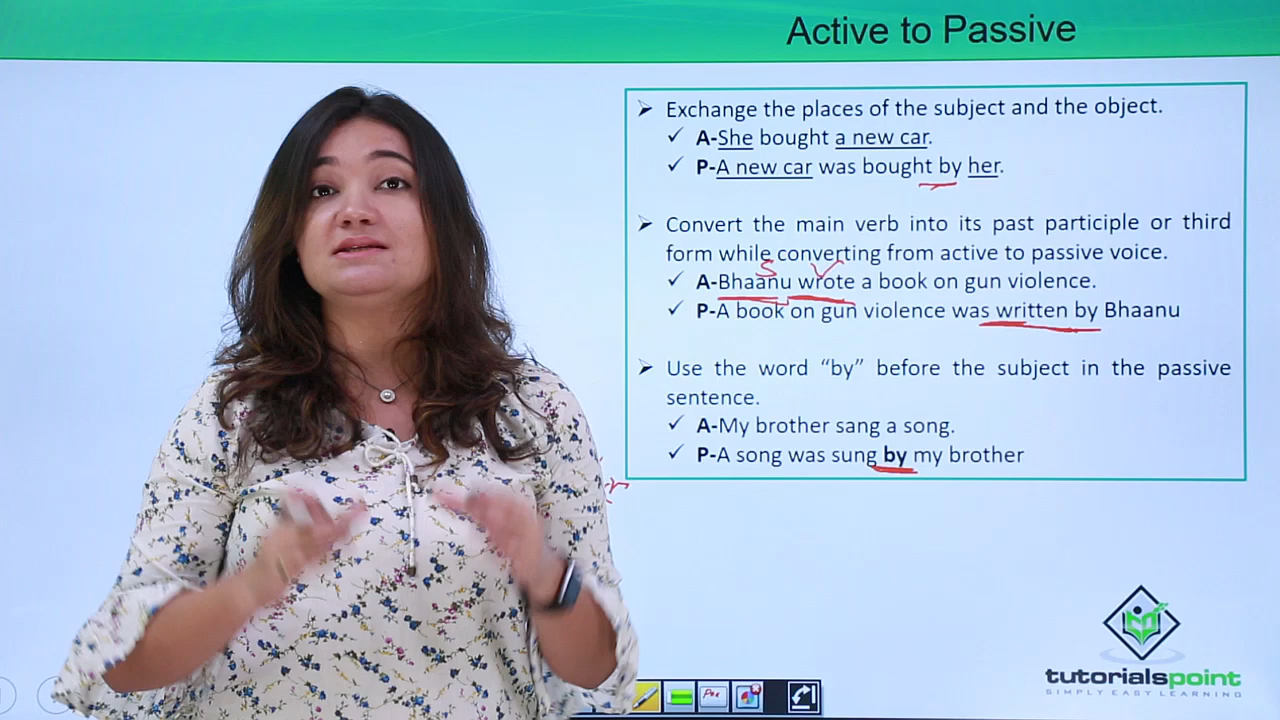 Active to Passive
➢ Exchange the places of the subject and the object.
✓ A-She bought a new car.
✓ P-A new car was bought by her.
➢ Convert the main verb into its past participle or third
form while converting from active to passive voice.
S V
✓ A-Bhaanu wrote a book on gun violence.
✓ P-A book on gun violence was written by Bhaanu
➢ Use the word “by” before the subject in the passive
sentence.
✓ A-My brother sang a song.
✓ P-A song was sung by my brother
Pen
tutorialspoint
SIMPLY EASY LEARNING